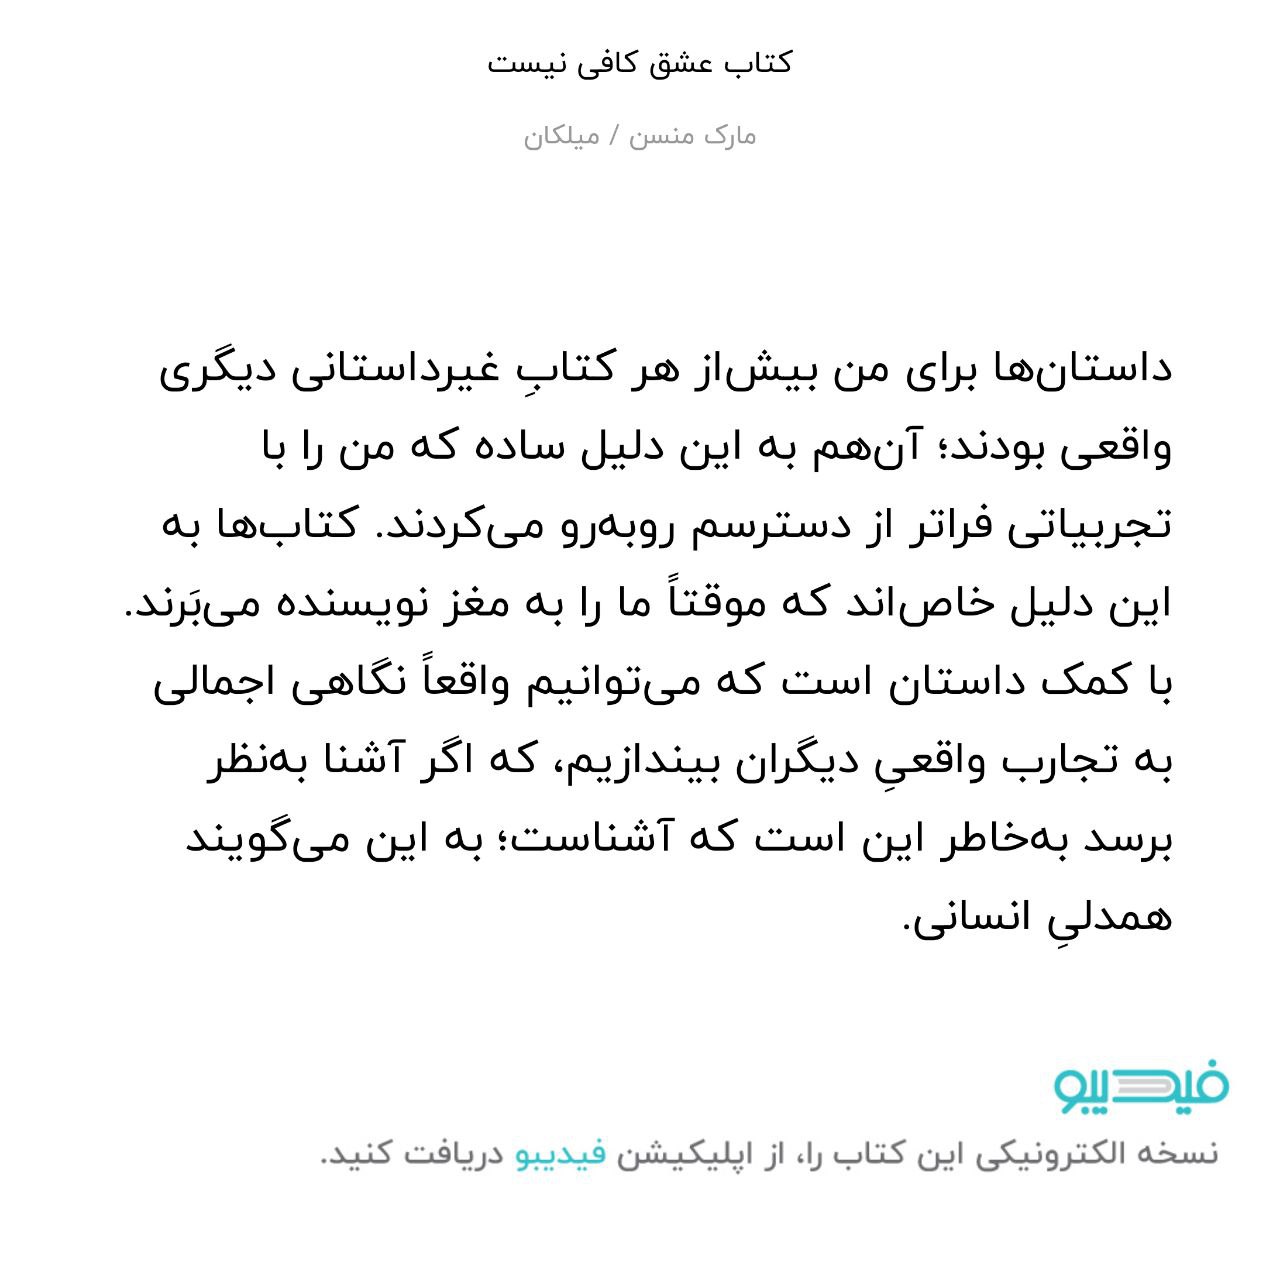 کتاب عشق کافی نیست
مارک منسن / میلکان
داستان‌ها برای من بیش‌از هر کتابِ غیرداستانی دیگری
واقعی بودند؛ آن‌هم به این دلیل ساده که من را با
تجربیاتی فراتر از دسترسم روبه‌رو می‌کردند. کتاب‌ها به
این دلیل خاص‌اند که موقتاً ما را به مغز نویسنده می‌بَرند.
با کمک داستان است که می‌توانیم واقعاً نگاهی اجمالی
به تجارب واقعیِ دیگران بیندازیم، که اگر آشنا به‌نظر
برسد به‌خاطر این است که آشناست؛ به این می‌گویند
همدلیِ انسانی.
فیدیبو
نسخه الکترونیکی این کتاب را، از اپلیکیشن فیدیبو دریافت کنید.